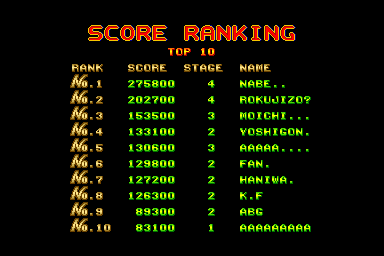 SCORE RANKING
TOP 10
RANK SCORE STAGE NAME
No.1 275800 4 NABE..
No.2 202700 4 ROKUJIZO?
No.3 153500 3 MOICHI...
No.4 133100 2 YOSHIGON.
No.5 130600 3 AAAAA....
No.6 129800 2 FAN.
No.7 127200 2 HANIWA.
No.8 126300 2 K.F
No.9 89300 2 ABG
No.10 83100 1 AAAAAAAAA